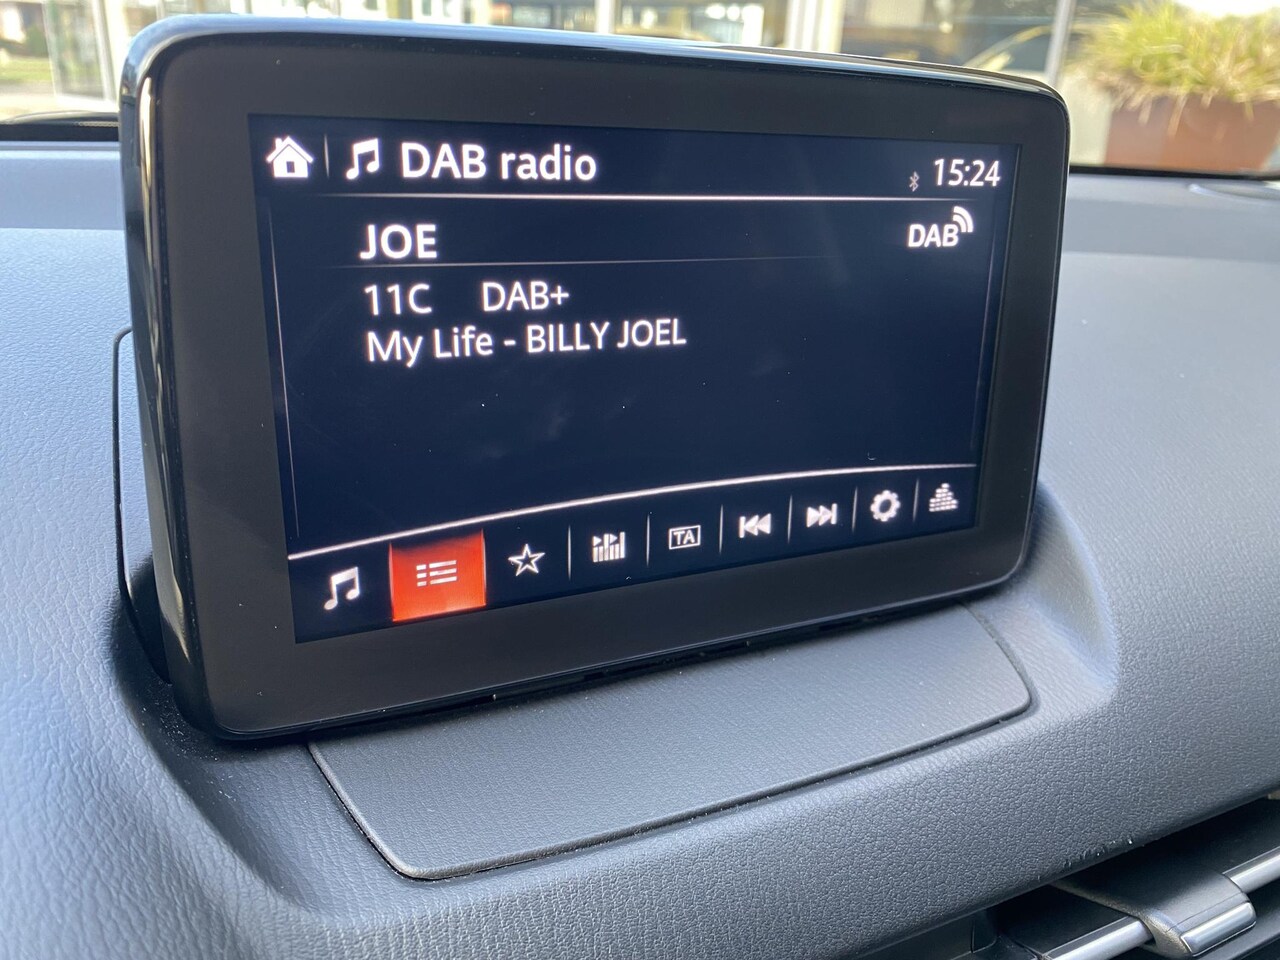 DAB radio 15:24
JOE DAB
11C DAB+
My Life - BILLY JOEL
TA